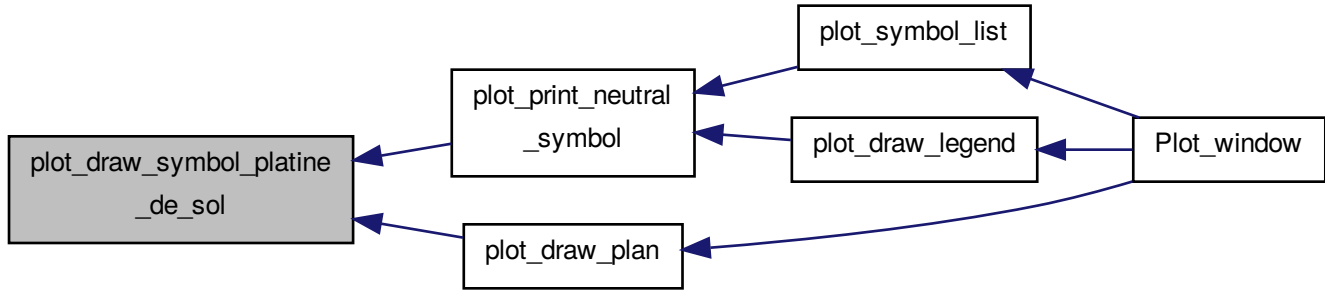 plot_draw_symbol_platine
_de_sol
plot_print_neutral
_symbol
plot_draw_plan
plot_symbol_list
plot_draw_legend
Plot_window